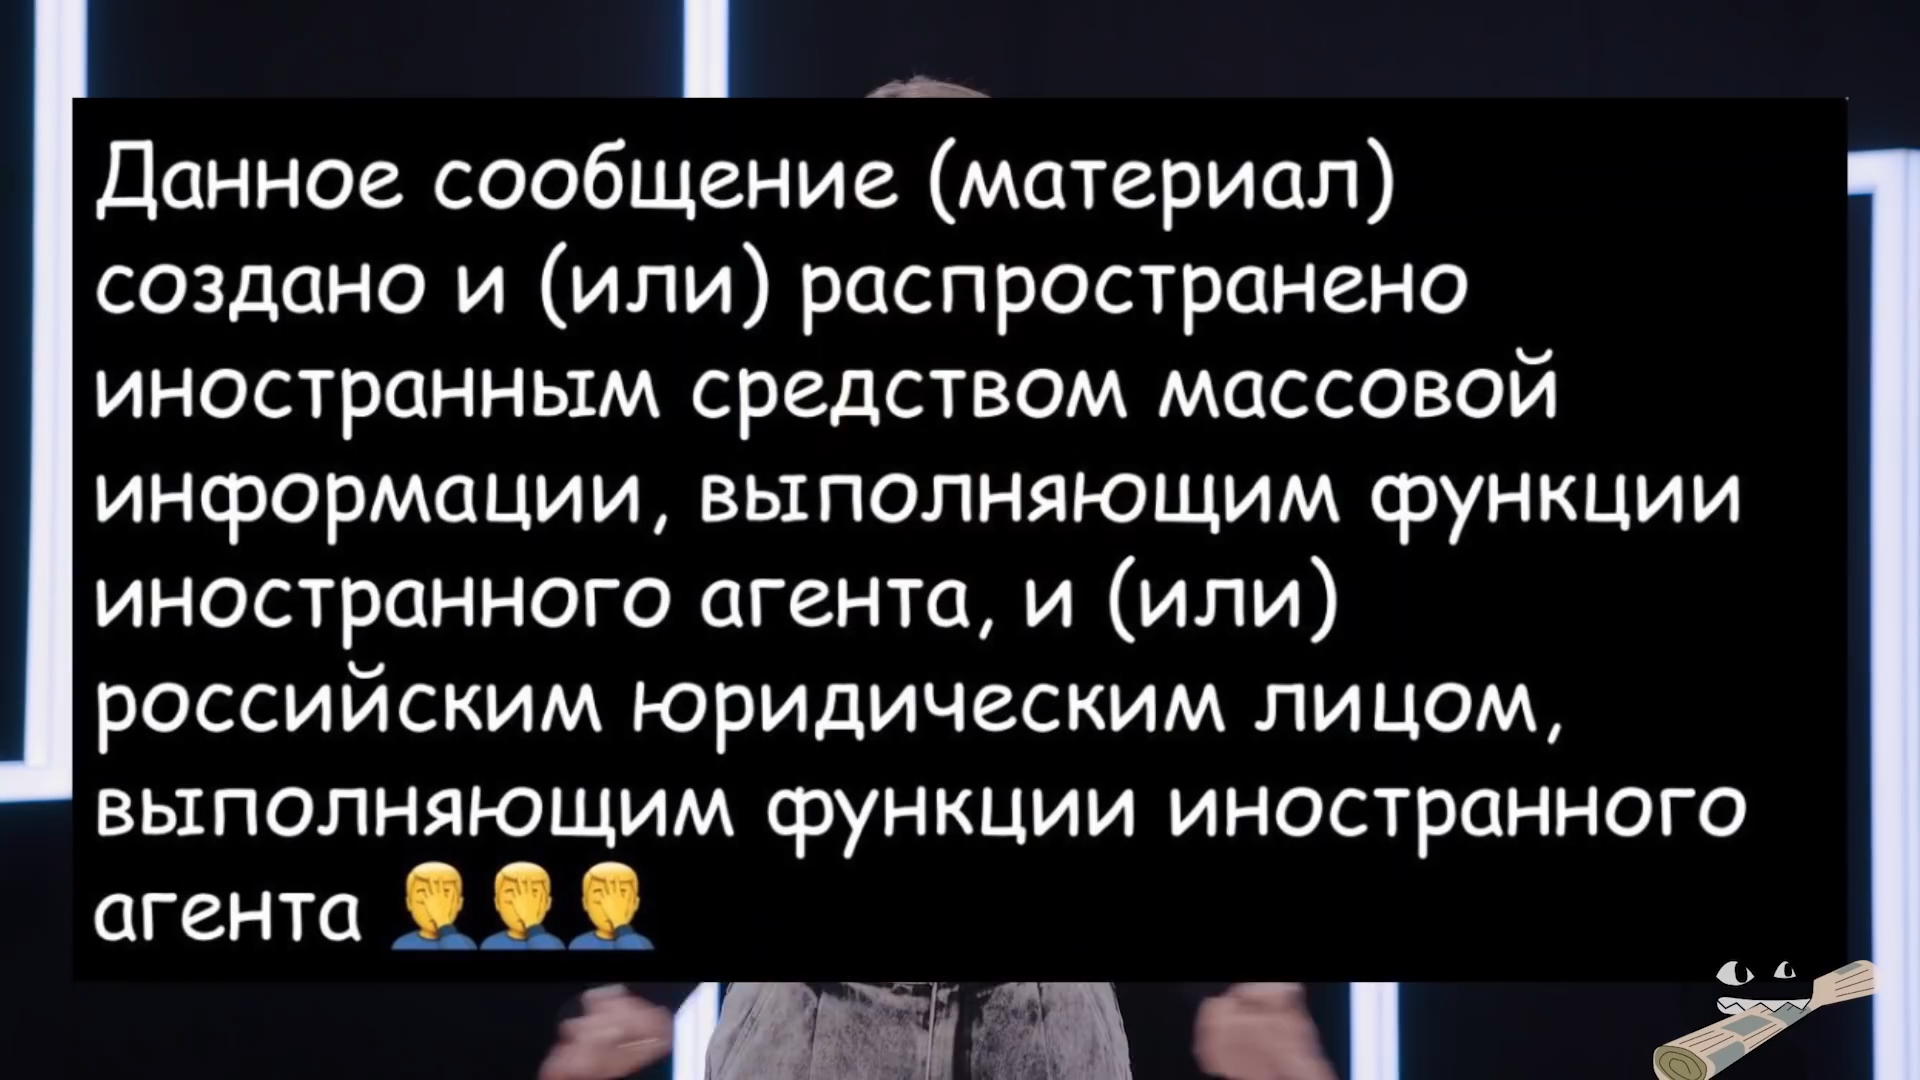 Данное сообщение (материал)
создано и (или) распространено
иностранным средством массовой
информации, выполняющим функции
иностранного агента, и (или)
российским юридическим лицом,
выполняющим функции иностранного
агента 🤦‍♂️🤦‍♂️🤦‍♂️